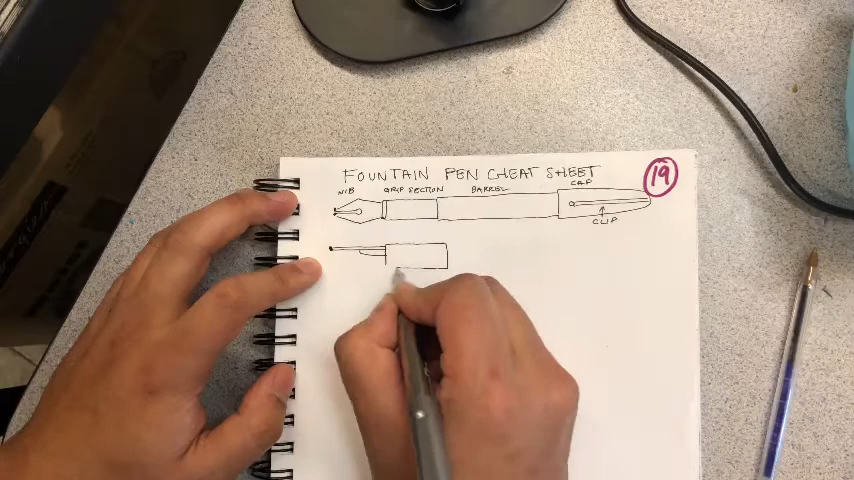 FOUNTAIN PEN CHEAT SHEET
19
NIB GRIP SECTION BARREL CAP
CLIP